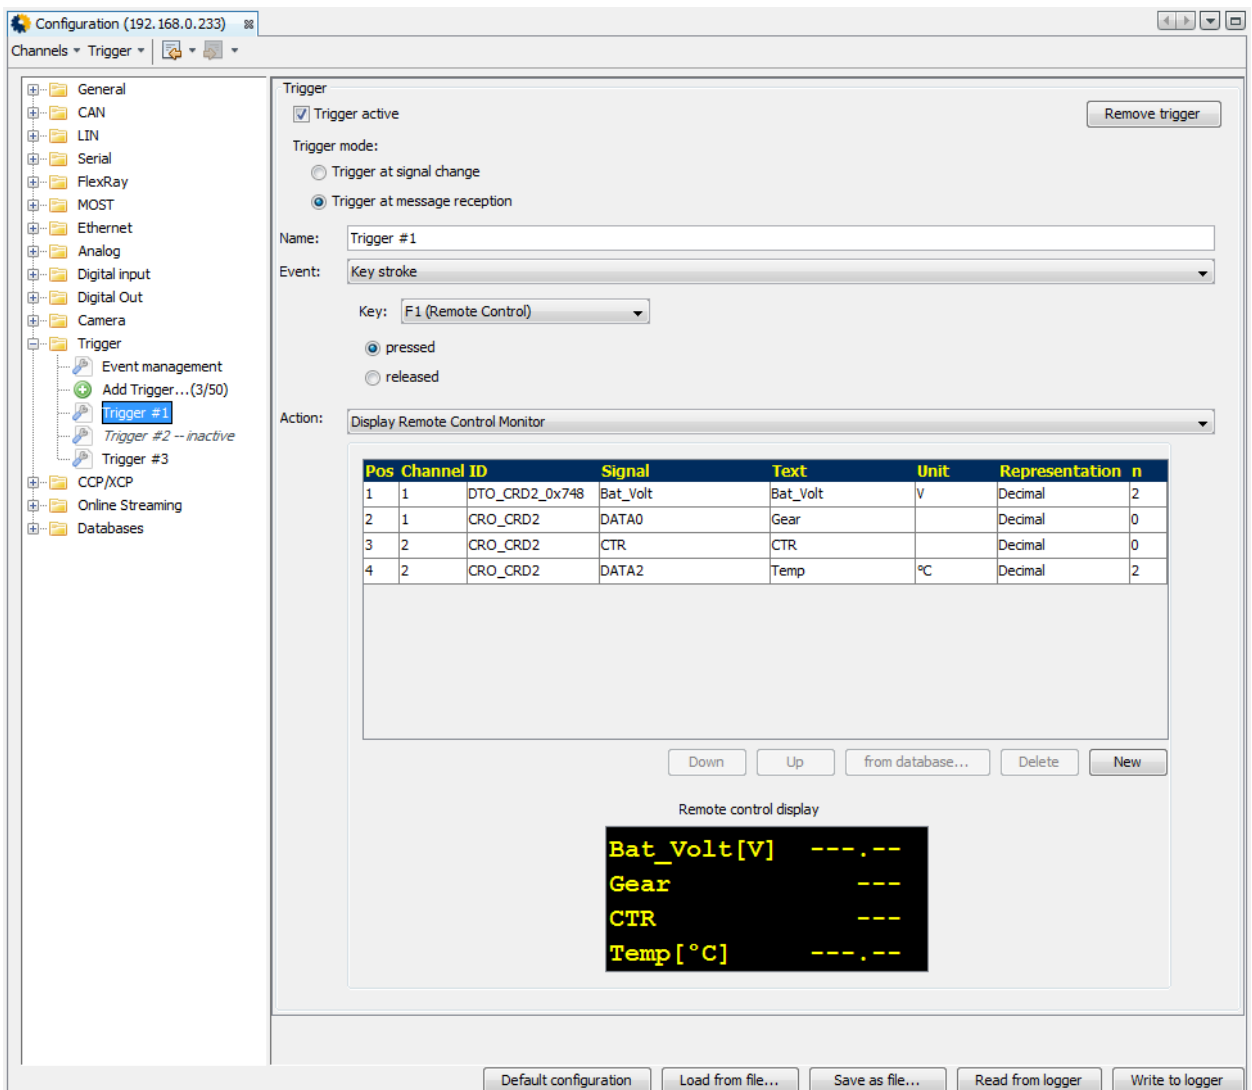 Configuration (192.168.0.233)
Channels Trigger
General
CAN
LIN
Serial
FlexRay
MOST
Ethernet
Analog
Digital input
Digital Out
Camera
Trigger
Event management
Add Trigger...(3/50)
Trigger #1
Trigger #2 -- inactive
Trigger #3
CCP/XCP
Online Streaming
Databases
Trigger
Trigger active
Remove trigger
Trigger mode:
Trigger at signal change
Trigger at message reception
Name: Trigger #1
Event: Key stroke
Key: F1 (Remote Control)
pressed
released
Action: Display Remote Control Monitor
Pos Channel ID Signal Text Unit Representation n
1 1 DTO_CRD2_0x748 Bat_Volt Bat_Volt V Decimal 2
2 1 CRO_CRD2 DATA0 Gear Decimal 0
3 2 CRO_CRD2 CTR CTR Decimal 0
4 2 CRO_CRD2 DATA2 Temp °C Decimal 2
Down Up from database... Delete New
Remote control display
Bat_Volt[V] ---.--
Gear ---
CTR ---
Temp[°C] ---.--
Default configuration Load from file... Save as file... Read from logger Write to logger